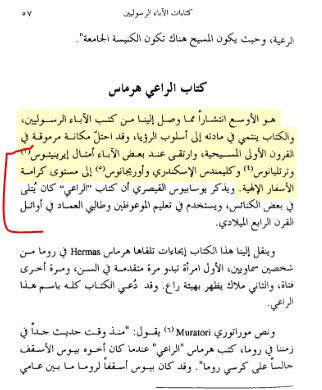 كتابات الآباء الرسوليين ٥٧
الرعية، وحيث يكون المسيح هناك تكون الكنيسة الجامعة".
كتاب الراعي هرماس
هو الأوسع انتشاراً مما وصل إلينا من كتب الآباء الرسوليين،
والكتاب ينتمي في مادته إلى أسلوب الرؤيا، وقد احتلّ مكانة مرموقة في
القرون الأولى المسيحية، وارتقى عند بعض الآباء أمثال إيرينيئوس(٣)
وترتليانوس(٤) وكليمندس الإسكندري وأوريجانوس(٥) إلى مستوى كرامة
الأسفار الإلهية. ويذكر يوسابيوس القيصري أن كتاب "الراعي" كان يُتلى
في بعض الكنائس، ويستخدم في تعليم الموعوظين وطالبي العماد في أوائل
القرن الرابع الميلادي.
وينقل إلينا هذا الكتاب إيحاءات تلقاها هرماس Hermas في روما من
شخصين سماويين، الأول امرأة تبدو مرة متقدمة في السن، ومرة أخرى
فتاة، والثاني ملاك يظهر بهيئة راع. وقد دُعي الكتاب كله باسم هذا
الراعي.
ونص موراتوري Muratori(٦) يقول: "منذ وقت حديث جداً في
زمننا في روما، كتب هرماس "الراعي" عندما كان أخوه بيوس الأسقف
جالساً على كرسي روما". وقد كان بيوس أسقفاً لروما ما بين عامي